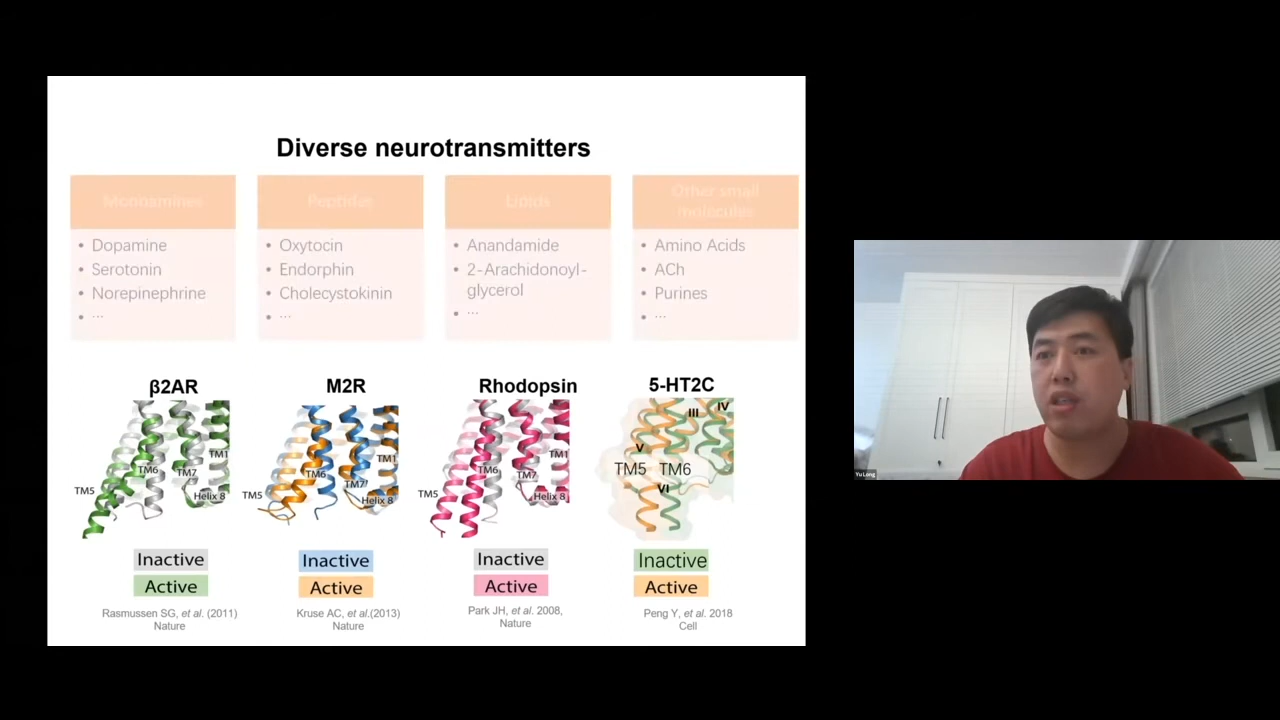 Diverse neurotransmitters
Monoamines
• Dopamine
• Serotonin
• Norepinephrine
• ...
Peptides
• Oxytocin
• Endorphin
• Cholecystokinin
• ...
Lipids
• Anandamide
• 2-Arachidonoyl-
glycerol
• ...
Other small
molecules
• Amino Acids
• ACh
• Purines
• ...
β2AR
TM5
TM6
TM7
TM1
Helix 8
Inactive
Active
Rasmussen SG, et al. (2011)
Nature
M2R
TM5
TM6
TM7
TM1
Helix 8
Inactive
Active
Kruse AC, et al.(2013)
Nature
Rhodopsin
TM5
TM6
TM7
TM1
Helix 8
Inactive
Active
Park JH, et al. 2008,
Nature
5-HT2C
III
IV
V
TM5 TM6
VI
Inactive
Active
Peng Y, et al. 2018
Cell
Yu Long